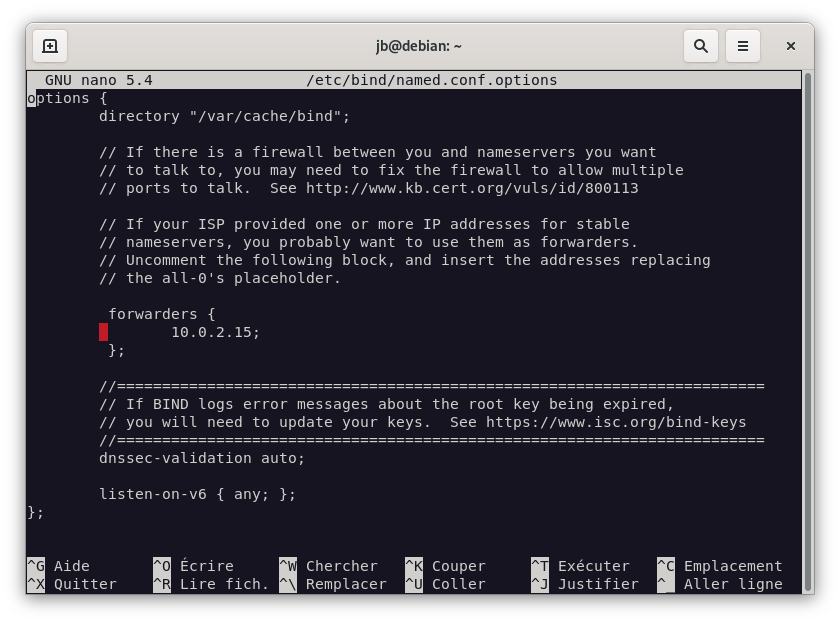 jb@debian: ~
GNU nano 5.4 /etc/bind/named.conf.options
options {
directory "/var/cache/bind";
// If there is a firewall between you and nameservers you want
// to talk to, you may need to fix the firewall to allow multiple
// ports to talk.  See http://www.kb.cert.org/vuls/id/800113
// If your ISP provided one or more IP addresses for stable
// nameservers, you probably want to use them as forwarders.
// Uncomment the following block, and insert the addresses replacing
// the all-0's placeholder.
forwarders {
10.0.2.15;
};
//========================================================================
// If BIND logs error messages about the root key being expired,
// you will need to update your keys.  See https://www.isc.org/bind-keys
//========================================================================
dnssec-validation auto;
listen-on-v6 { any; };
};
^G Aide ^O Écrire ^W Chercher ^K Couper ^T Exécuter ^C Emplacement
^X Quitter ^R Lire fich. ^\ Remplacer ^U Coller ^J Justifier ^_ Aller ligne